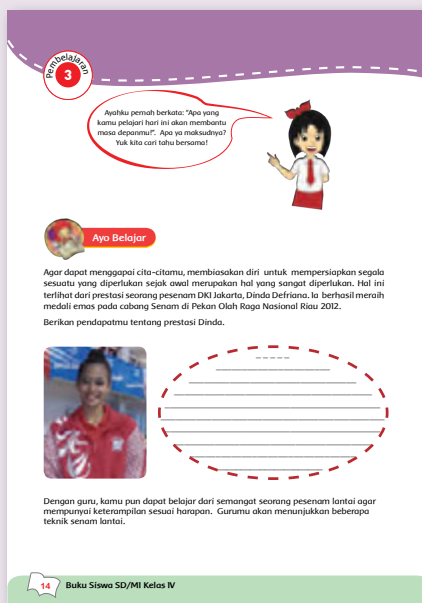 Pembelajaran
3
Ayahku pernah berkata: "Apa yang
kamu pelajari hari ini akan membantu
masa depanmu!". Apa ya maksudnya?
Yuk kita cari tahu bersama!
Ayo Belajar
Agar dapat menggapai cita-citamu, membiasakan diri untuk mempersiapkan segala
sesuatu yang diperlukan sejak awal merupakan hal yang sangat diperlukan. Hal ini
terlihat dari prestasi seorang pesenam DKI Jakarta, Dinda Defriana. Ia berhasil meraih
medali emas pada cabang Senam di Pekan Olah Raga Nasional Riau 2012.
Berikan pendapatmu tentang prestasi Dinda.
Dengan guru, kamu pun dapat belajar dari semangat seorang pesenam lantai agar
mempunyai keterampilan sesuai harapan. Gurumu akan menunjukkan beberapa
teknik senam lantai.
14 Buku Siswa SD/MI Kelas IV